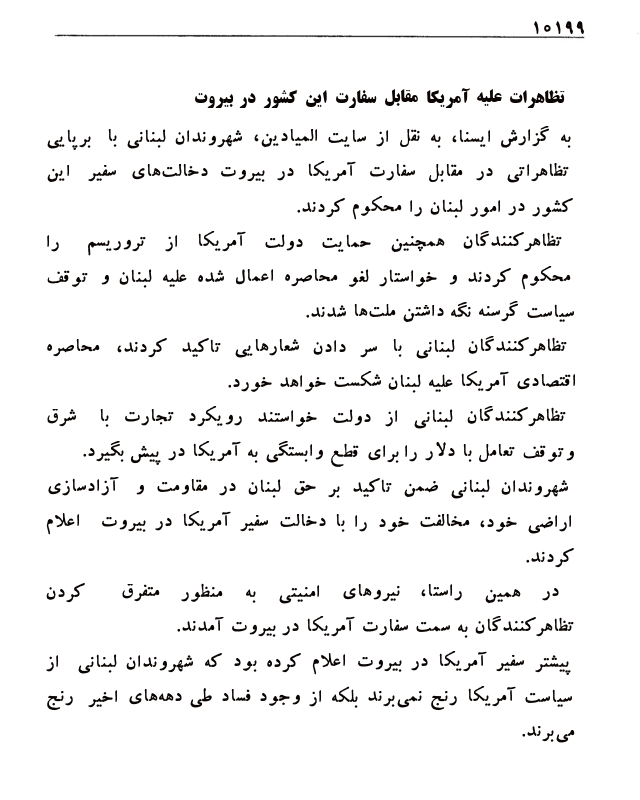 ۱۰۱۹۹
تظاهرات علیه آمریکا مقابل سفارت این کشور در بیروت
به گزارش ایسنا، به نقل از سایت المیادین، شهروندان لبنانی با برپایی
تظاهراتی در مقابل سفارت آمریکا در بیروت دخالت‌های سفیر این
کشور در امور لبنان را محکوم کردند.
تظاهرکنندگان همچنین حمایت دولت آمریکا از تروریسم را
محکوم کردند و خواستار لغو محاصره اعمال شده علیه لبنان و توقف
سیاست گرسنه نگه داشتن ملت‌ها شدند.
تظاهرکنندگان لبنانی با سر دادن شعارهایی تاکید کردند، محاصره
اقتصادی آمریکا علیه لبنان شکست خواهد خورد.
تظاهرکنندگان لبنانی از دولت خواستند رویکرد تجارت با شرق
و توقف تعامل با دلار را برای قطع وابستگی به آمریکا در پیش بگیرد.
شهروندان لبنانی ضمن تاکید بر حق لبنان در مقاومت و آزادسازی
اراضی خود، مخالفت خود را با دخالت سفیر آمریکا در بیروت اعلام
کردند.
در همین راستا، نیروهای امنیتی به منظور متفرق کردن
تظاهرکنندگان به سمت سفارت آمریکا در بیروت آمدند.
پیشتر سفیر آمریکا در بیروت اعلام کرده بود که شهروندان لبنانی از
سیاست آمریکا رنج نمی‌برند بلکه از وجود فساد طی دهه‌های اخیر رنج
می‌برند.